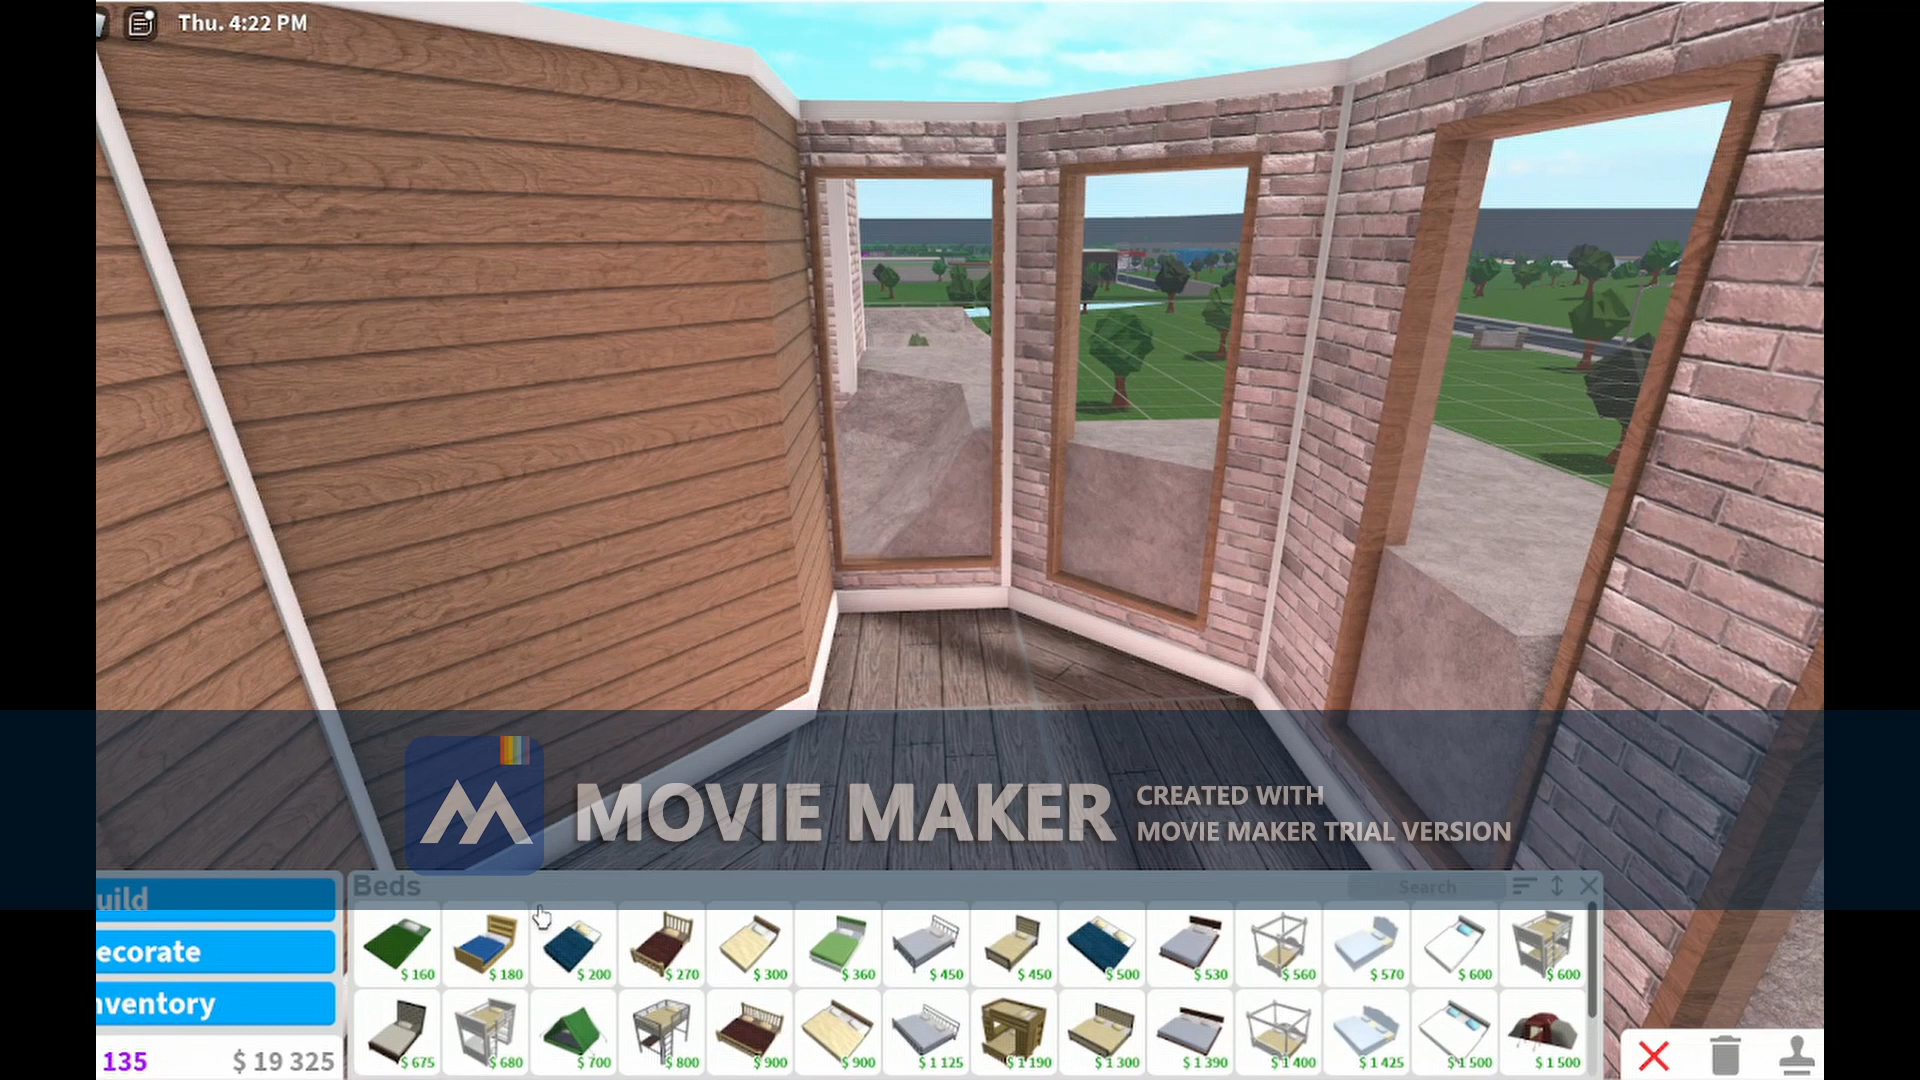 Thu. 4:22 PM
MOVIE MAKER
CREATED WITH
MOVIE MAKER TRIAL VERSION
uild
ecorate
nventory
135 $ 19 325
Beds
Search
$ 160 $ 180 $ 200 $ 270 $ 300 $ 360 $ 450 $ 450 $ 500 $ 530 $ 560 $ 570 $ 600 $ 600
$ 675 $ 680 $ 700 $ 800 $ 900 $ 900 $ 1 125 $ 1 190 $ 1 300 $ 1 390 $ 1 400 $ 1 425 $ 1 500 $ 1 500